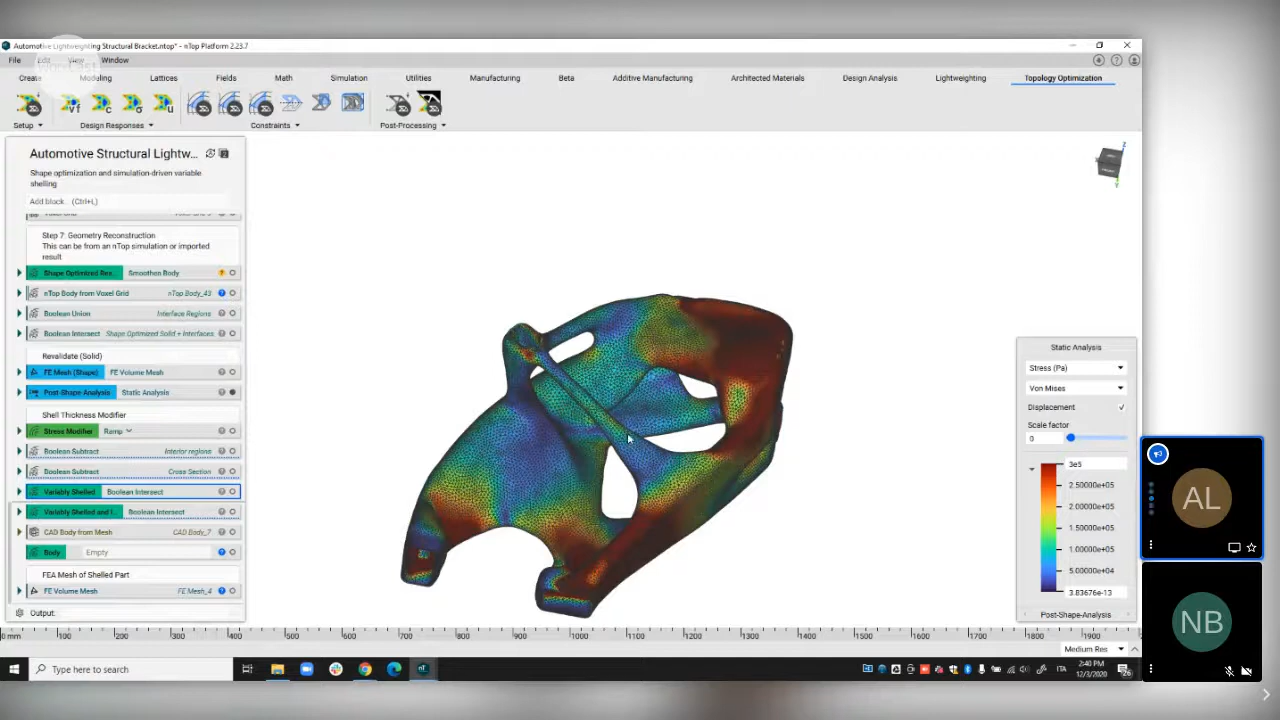 Automotive Lightweighting Structural Bracket.ntop* - nTop Platform 2.23.7
File Edit View Window
Create Modeling Lattices Fields Math Simulation Utilities Manufacturing Beta Additive Manufacturing Architected Materials Design Analysis Lightweighting Topology Optimization
Setup Design Responses Constraints Post-Processing
Automotive Structural Lightw...
Shape optimization and simulation-driven variable
shelling
Add block... (Ctrl+L)
Step 7: Geometry Reconstruction
This can be from an nTop simulation or imported
result
Shape Optimized Res... Smoothen Body
nTop Body from Voxel Grid nTop Body_43
Boolean Union Interface Regions
Boolean Intersect Shape Optimized Solid + Interfaces
Revalidate (Solid)
FE Mesh (Shape) FE Volume Mesh
Post-Shape-Analysis Static Analysis
Shell Thickness Modifier
Stress Modifier Ramp
Boolean Subtract Interior regions
Boolean Subtract Cross Section
Variably Shelled Boolean Intersect
Variably Shelled and I... Boolean Intersect
CAD Body from Mesh CAD Body_7
Body Empty
FEA Mesh of Shelled Part
FE Volume Mesh FE Mesh_4
Output:
Static Analysis
Stress (Pa)
Von Mises
Displacement
Scale factor
0
3e5
2.50000e+05
2.00000e+05
1.50000e+05
1.00000e+05
5.00000e+04
3.83676e-13
Post-Shape-Analysis
0 mm 100 200 300 400 500 600 700 800 900 1000 1100 1200 1300 1400 1500 1600 1700 1800 1900
Medium Res
Type here to search
ITA
2:40 PM
12/3/2020
26
AL
NB